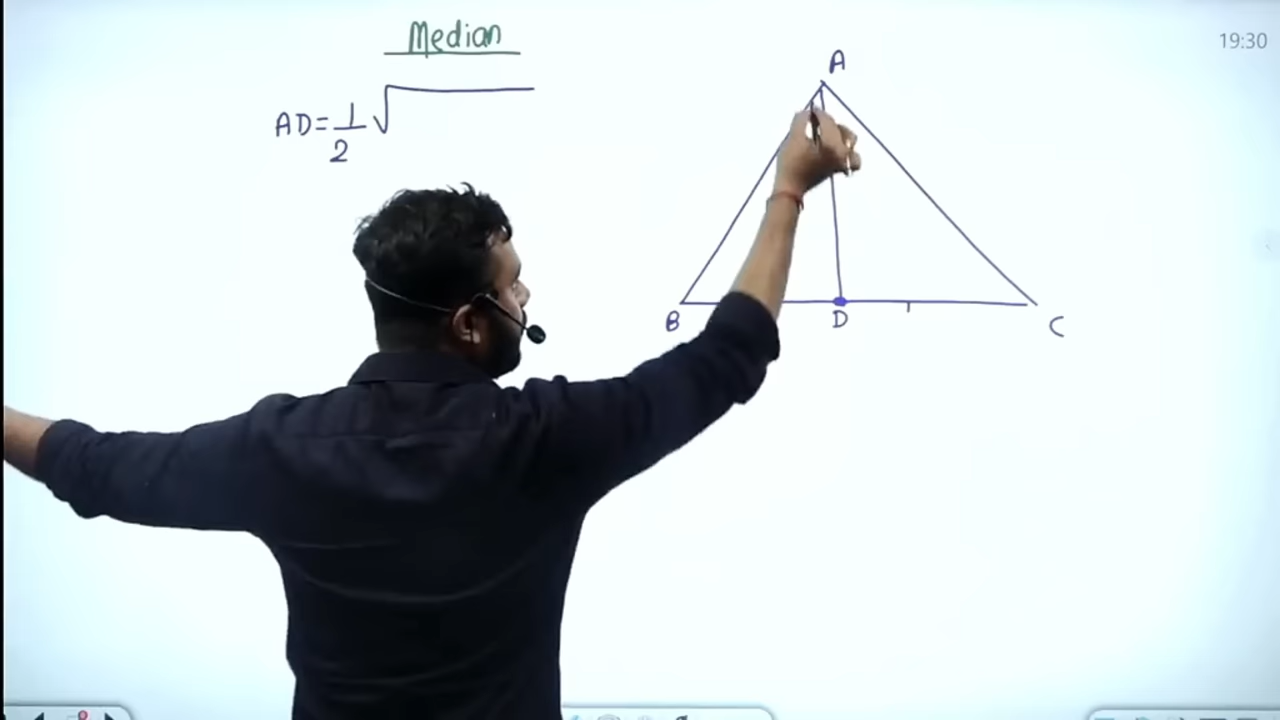 Median
19:30
AD = 1/2 √
A
B
D
C